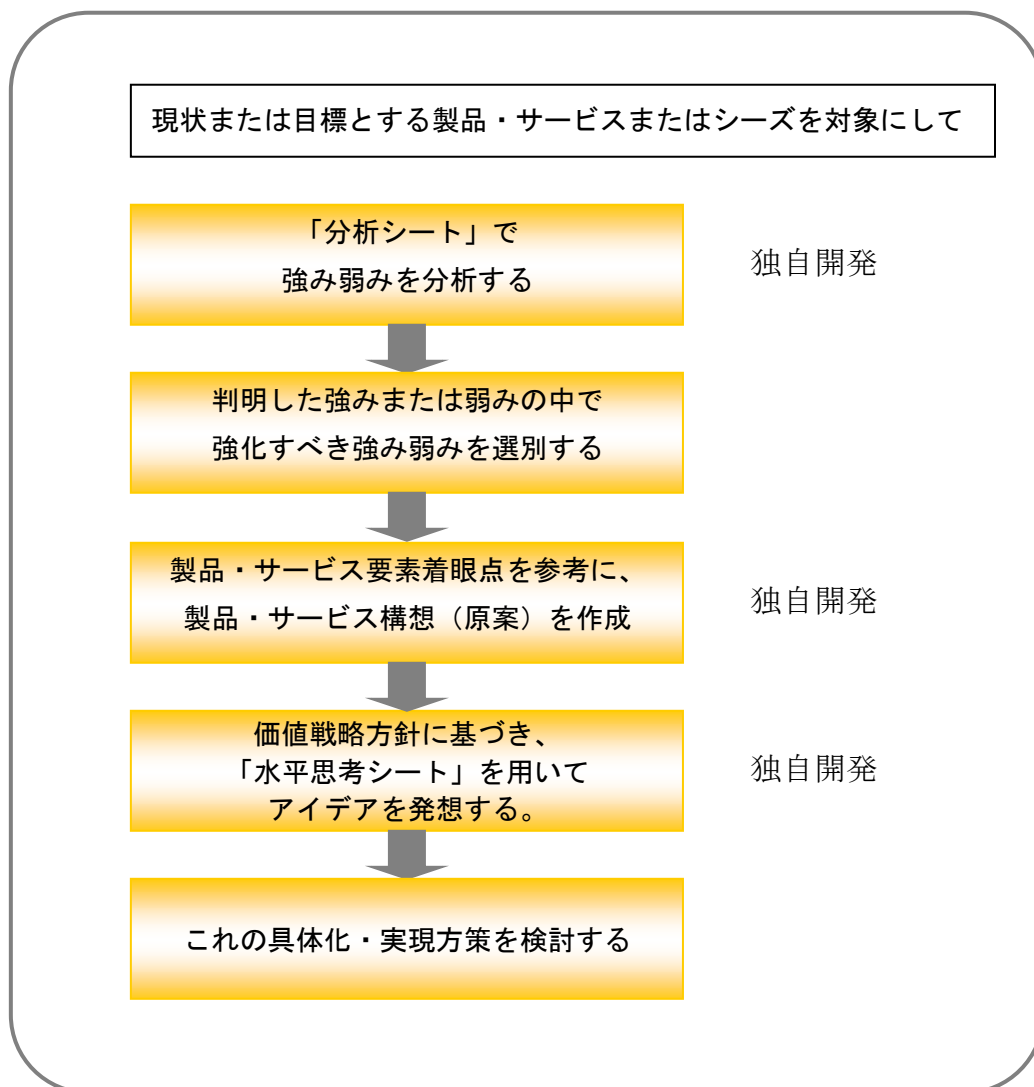 現状または目標とする製品・サービスまたはシーズを対象にして
「分析シート」で
強み弱みを分析する
独自開発
判明した強みまたは弱みの中で
強化すべき強み弱みを選別する
製品・サービス要素着眼点を参考に、
製品・サービス構想（原案）を作成
独自開発
価値戦略方針に基づき、
「水平思考シート」を用いて
アイデアを発想する。
独自開発
これの具体化・実現方策を検討する